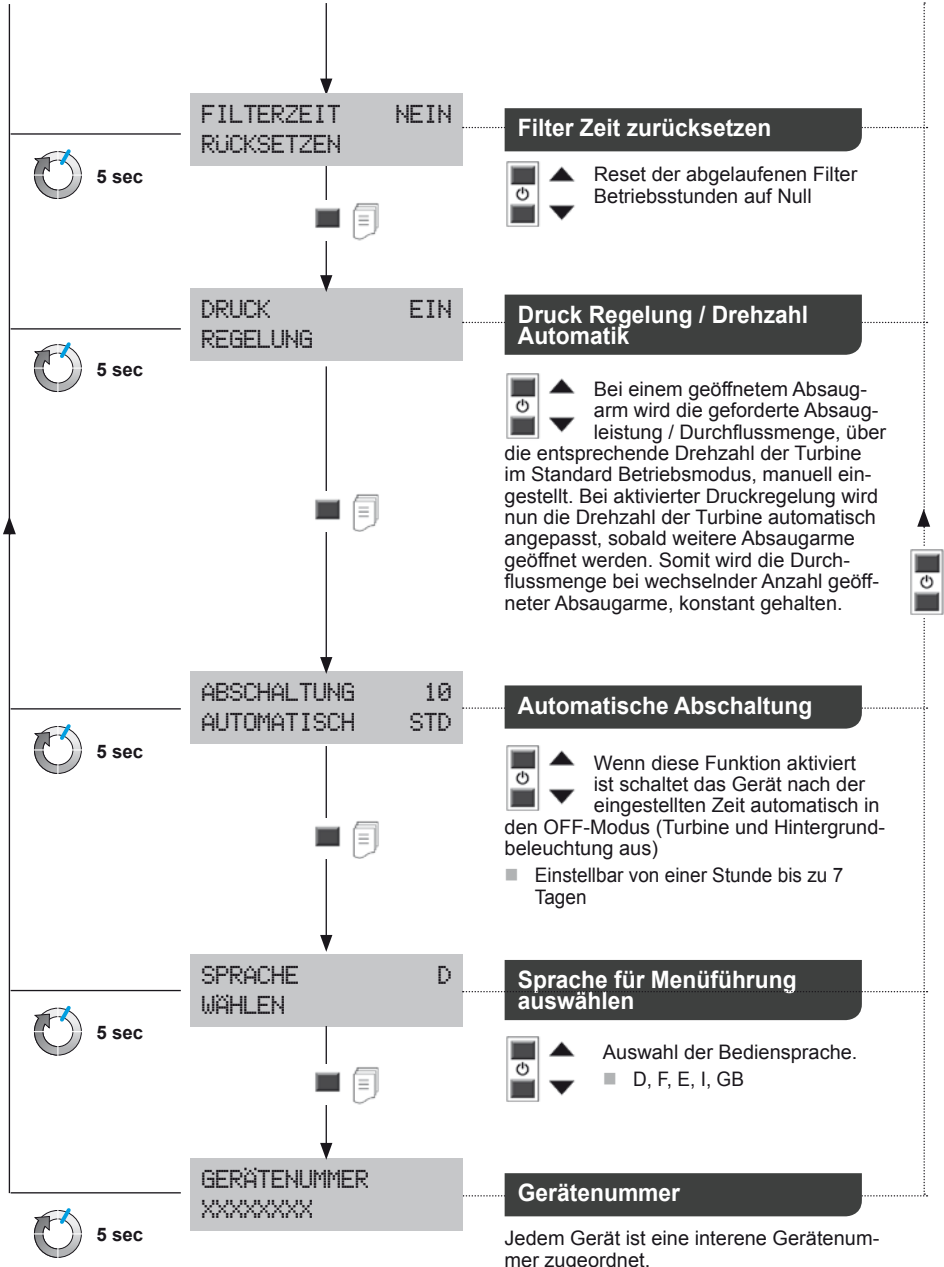 FILTERZEIT NEIN
RÜCKSETZEN
Filter Zeit zurücksetzen
5 sec
Reset der abgelaufenen Filter
Betriebsstunden auf Null
DRUCK EIN
REGELUNG
Druck Regelung / Drehzahl
Automatik
5 sec
Bei einem geöffnetem Absaug-
arm wird die geforderte Absaug-
leistung / Durchflussmenge, über
die entsprechende Drehzahl der Turbine
im Standard Betriebsmodus, manuell ein-
gestellt. Bei aktivierter Druckregelung wird
nun die Drehzahl der Turbine automatisch
angepasst, sobald weitere Absaugarme
geöffnet werden. Somit wird die Durch-
flussmenge bei wechselnder Anzahl geöff-
neter Absaugarme, konstant gehalten.
ABSCHALTUNG 10
AUTOMATISCH STD
Automatische Abschaltung
5 sec
Wenn diese Funktion aktiviert
ist schaltet das Gerät nach der
eingestellten Zeit automatisch in
den OFF-Modus (Turbine und Hintergrund-
beleuchtung aus)
Einstellbar von einer Stunde bis zu 7
Tagen
SPRACHE D
WÄHLEN
Sprache für Menüführung
auswählen
5 sec
Auswahl der Bediensprache.
D, F, E, I, GB
GERÄTENUMMER
XXXXXXXX
Gerätenummer
5 sec
Jedem Gerät ist eine interene Gerätenum-
mer zugeordnet.